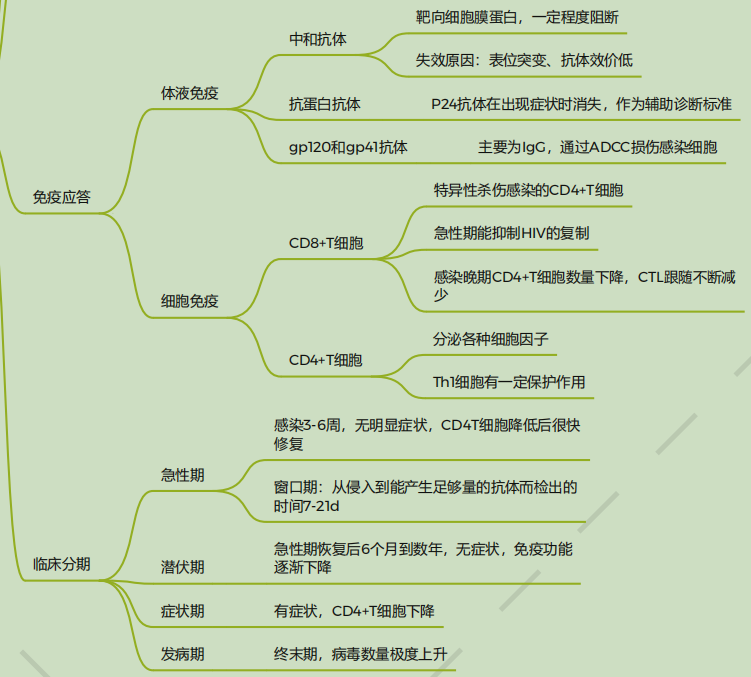 靶向细胞膜蛋白，一定程度阻断
中和抗体
失效原因：表位突变、抗体效价低
体液免疫
抗蛋白抗体
P24抗体在出现症状时消失，作为辅助诊断标准
gp120和gp41抗体
主要为IgG，通过ADCC损伤感染细胞
免疫应答
特异性杀伤感染的CD4+T细胞
CD8+T细胞
急性期能抑制HIV的复制
感染晚期CD4+T细胞数量下降，CTL跟随不断减
少
细胞免疫
分泌各种细胞因子
CD4+T细胞
Th1细胞有一定保护作用
感染3-6周，无明显症状，CD4T细胞降低后很快
修复
急性期
窗口期：从侵入到能产生足够量的抗体而检出的
时间7-21d
临床分期
潜伏期
急性期恢复后6个月到数年，无症状，免疫功能
逐渐下降
症状期
有症状，CD4+T细胞下降
发病期
终末期，病毒数量极度上升